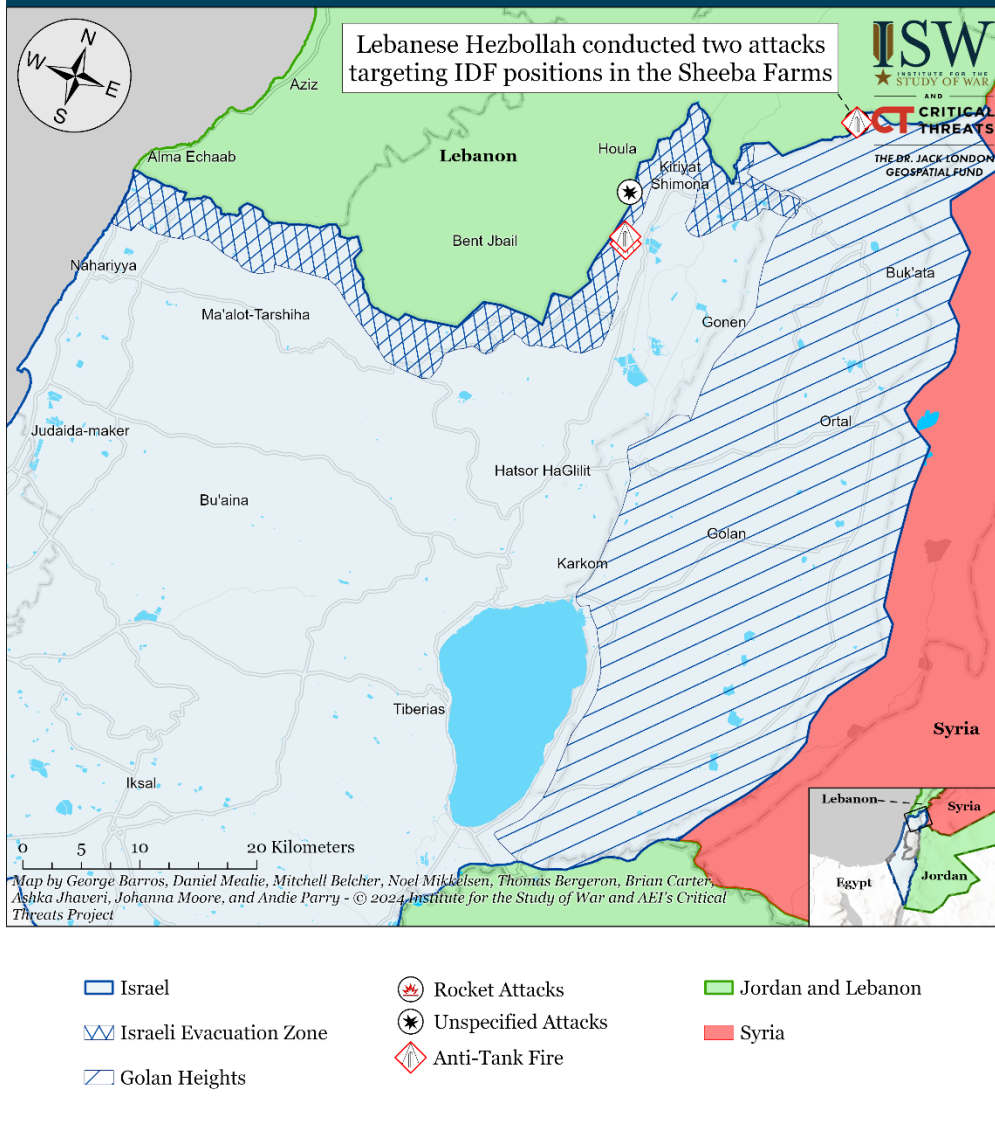 N
W
E
S
Lebanese Hezbollah conducted two attacks
targeting IDF positions in the Sheeba Farms
ISW
INSTITUTE FOR THE
STUDY OF WAR
AND
CT CRITICAL
THREATS
THE DR. JACK LONDON
GEOSPATIAL FUND
Aziz
Alma Echaab
Lebanon
Houla
Kiriyat
Shimona
Bent Jbail
Nahariyya
Buk'ata
Ma'alot-Tarshiha
Gonen
Judaida-maker
Ortal
Hatsor HaGlilit
Bu'aina
Golan
Karkom
Tiberias
Syria
Iksal
0 5 10 20 Kilometers
Lebanon
Syria
Egypt
Jordan
Map by George Barros, Daniel Mealie, Mitchell Belcher, Noel Mikkelsen, Thomas Bergeron, Brian Carter,
Ashka Jhaveri, Johanna Moore, and Andie Parry - © 2024 Institute for the Study of War and AEI's Critical
Threats Project
Israel
Israeli Evacuation Zone
Golan Heights
Rocket Attacks
Unspecified Attacks
Anti-Tank Fire
Jordan and Lebanon
Syria